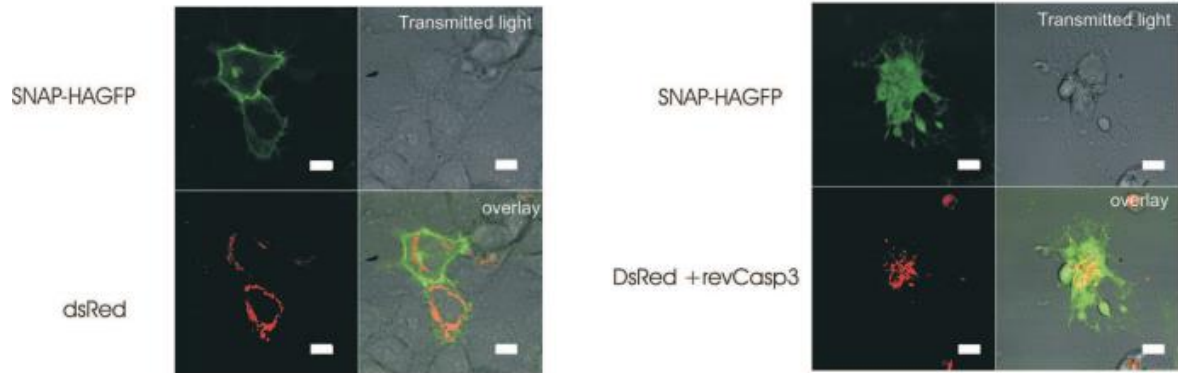 Transmitted light
SNAP-HAGFP
overlay
dsRed
Transmitted light
SNAP-HAGFP
overlay
DsRed +revCasp3